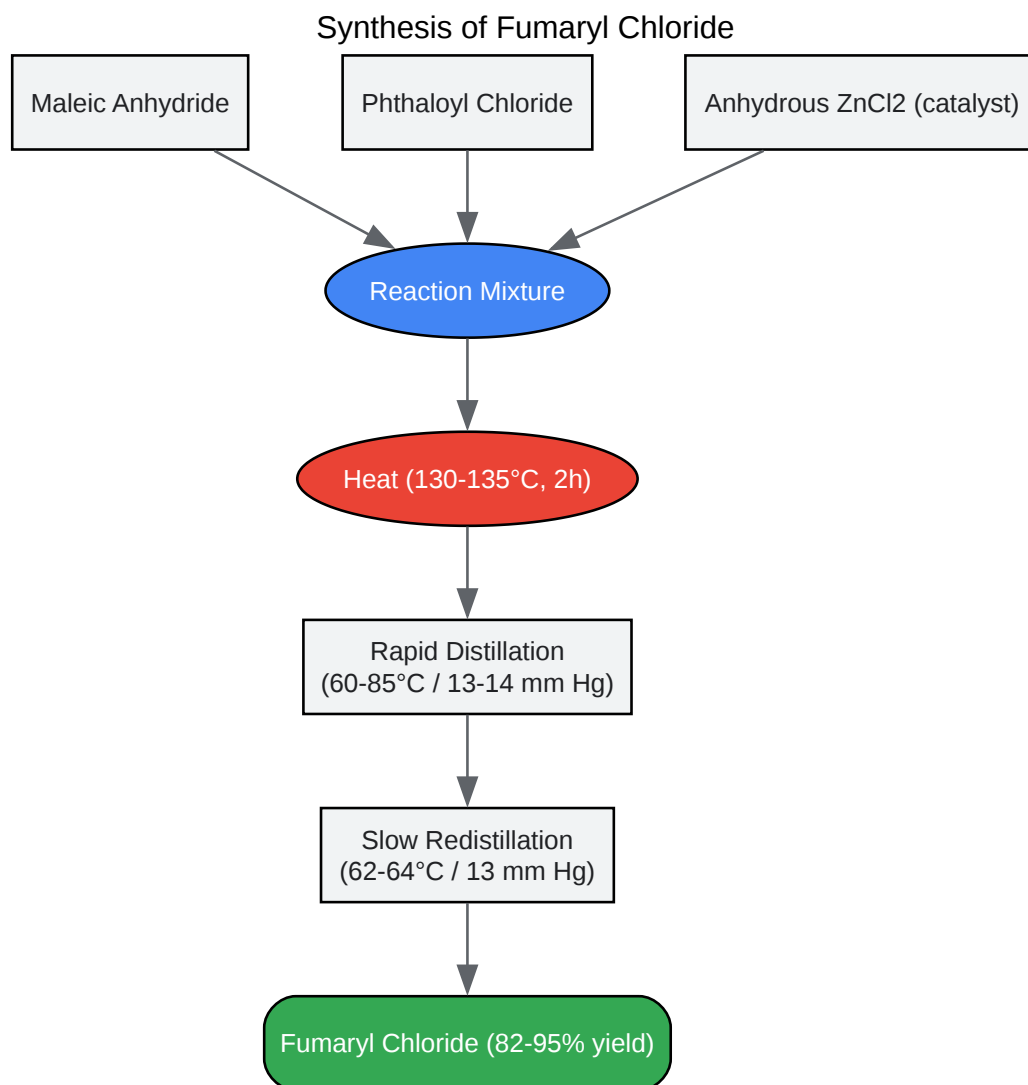 Synthesis of Fumaryl Chloride
Maleic Anhydride
Phthaloyl Chloride
Anhydrous ZnCl2 (catalyst)
Reaction Mixture
Heat (130-135°C, 2h)
Rapid Distillation
(60-85°C / 13-14 mm Hg)
Slow Redistillation
(62-64°C / 13 mm Hg)
Fumaryl Chloride (82-95% yield)